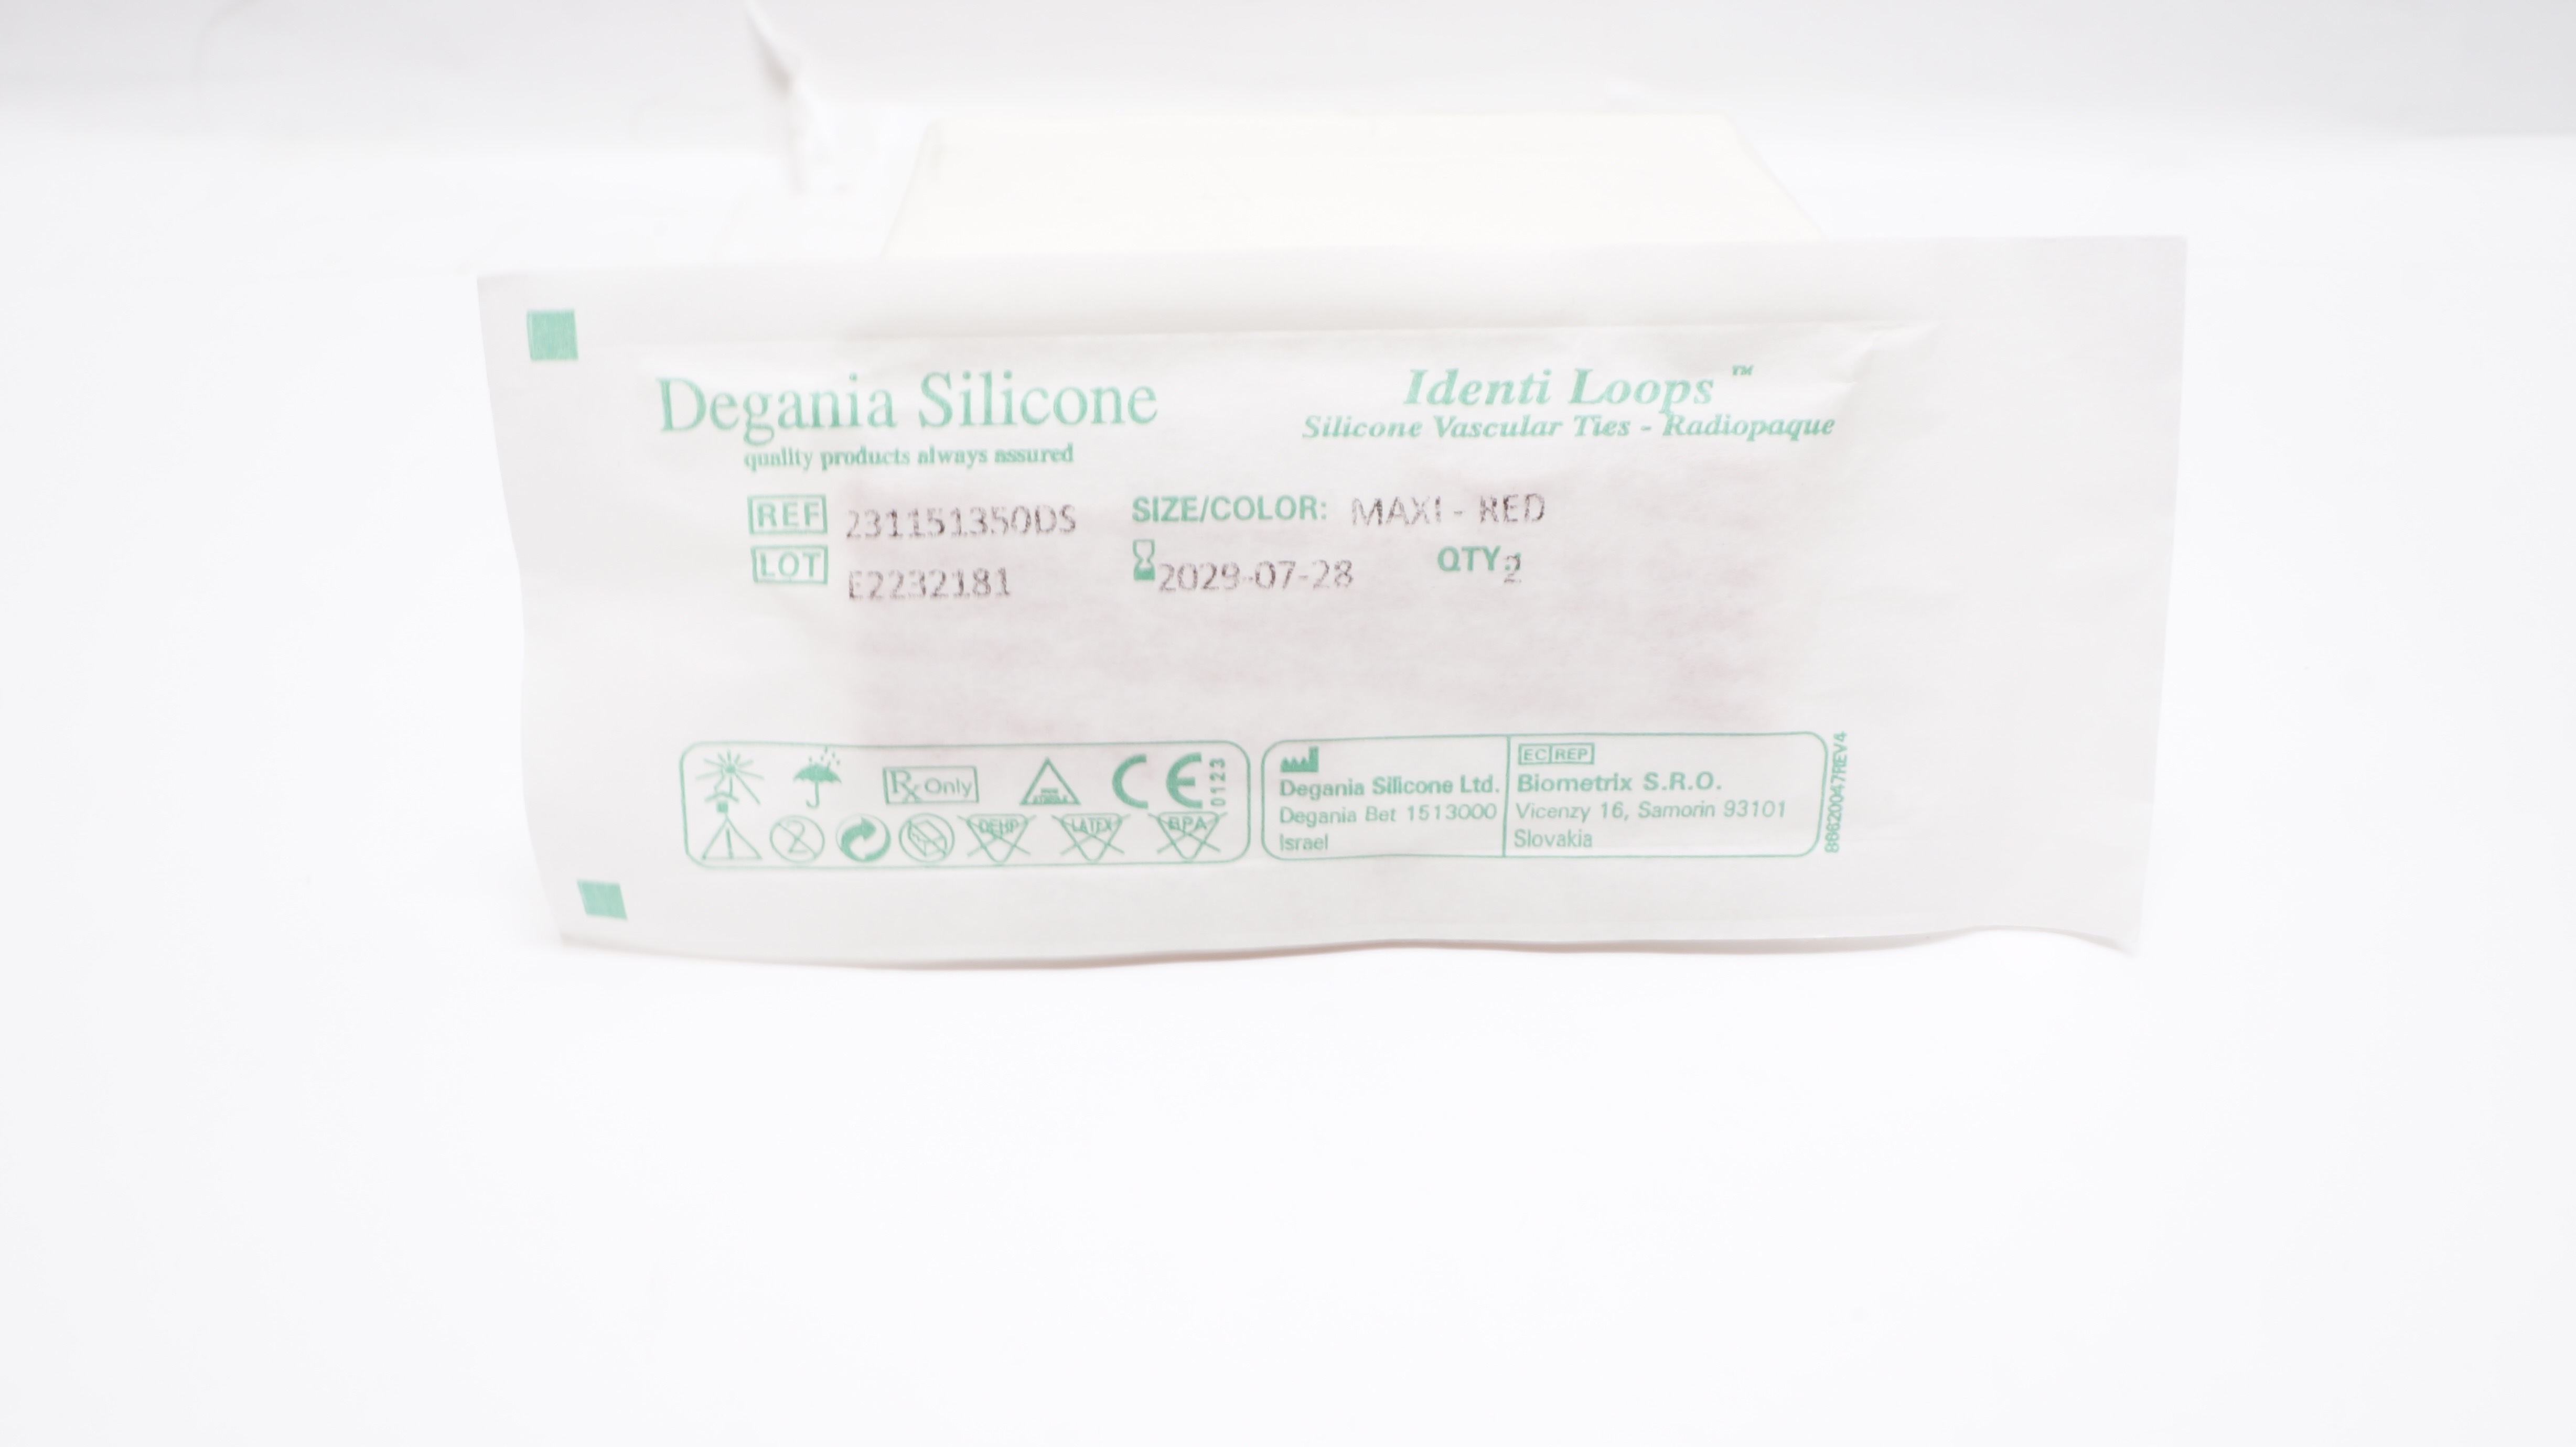 Degania Silicone
quality products always assured
Identi Loops™
Silicone Vascular Ties - Radiopaque
REF 231151350DS
SIZE/COLOR: MAXI - RED
LOT E2232181
2029-07-28
QTY: 2
Rx Only
CE 0123
2
DEHP
LATEX
BPA
Degania Silicone Ltd.
Degania Bet 1513000
Israel
EC REP
Biometrix S.R.O.
Vicenzy 16, Samorin 93101
Slovakia